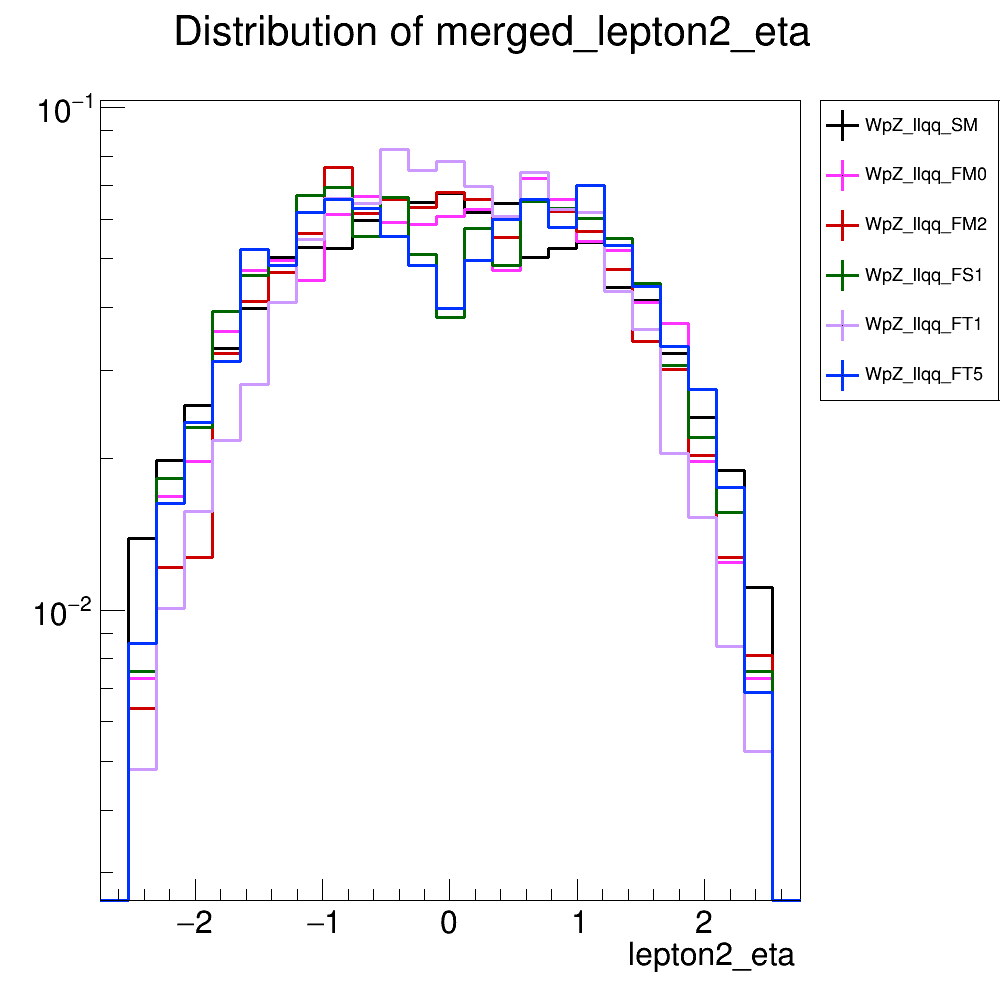 Distribution of merged_lepton2_eta
10⁻¹
10⁻²
WpZ_llqq_SM
WpZ_llqq_FM0
WpZ_llqq_FM2
WpZ_llqq_FS1
WpZ_llqq_FT1
WpZ_llqq_FT5
−2 −1 0 1 2
lepton2_eta